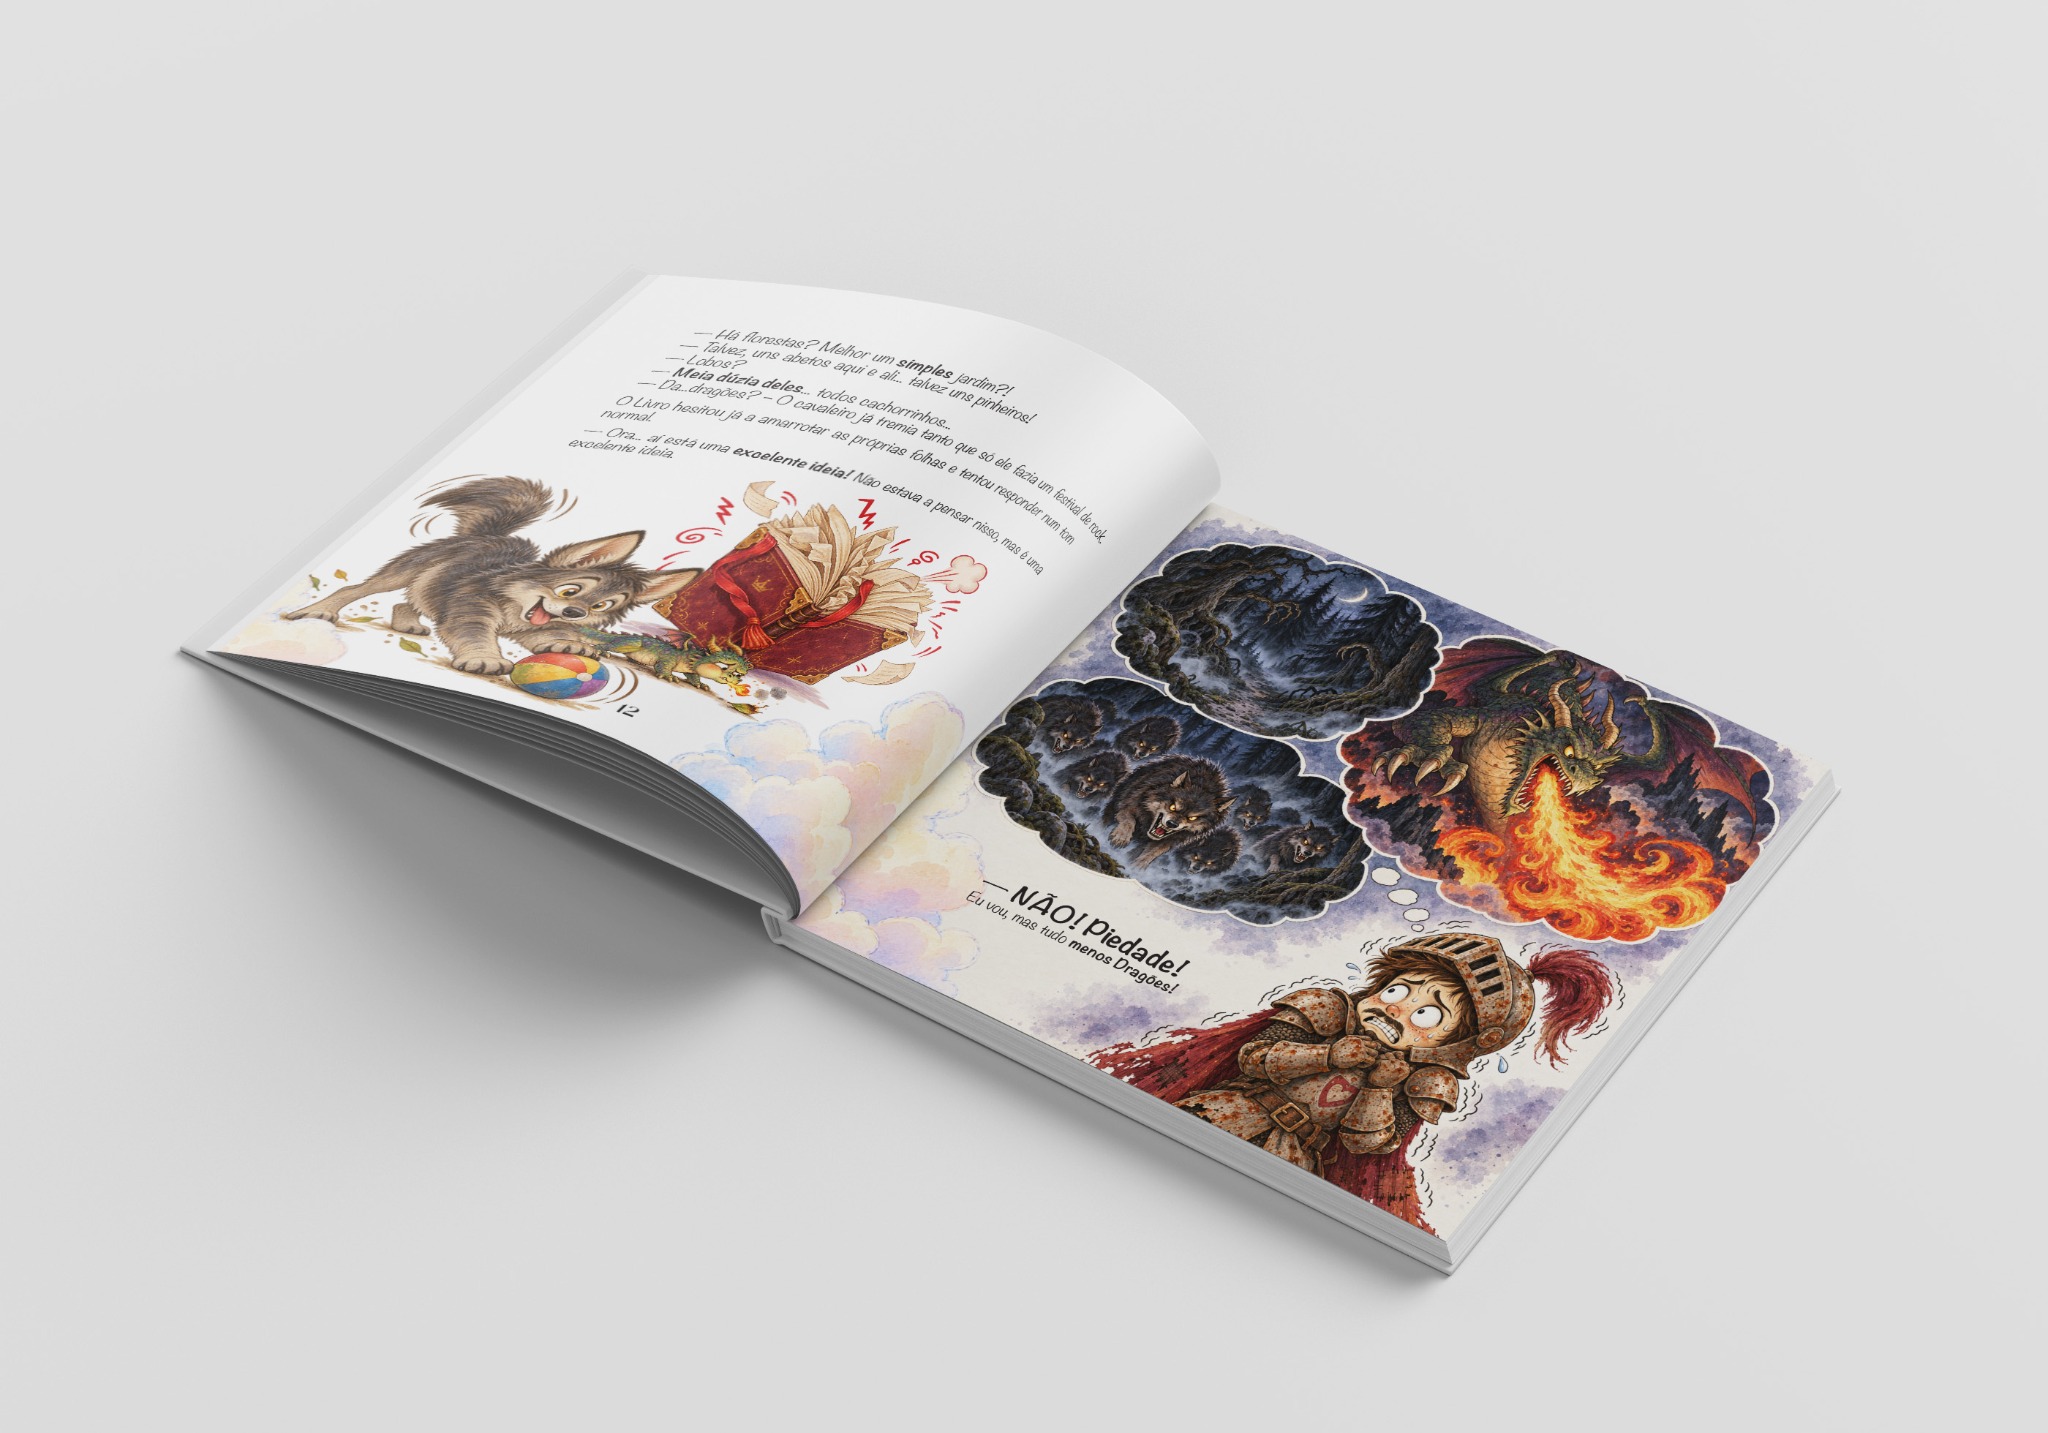 — Há florestas? Melhor um simples jardim?!
— Talvez, uns abetos aqui e ali... talvez uns pinheiros!
— Lobos?
— Meia dúzia deles... todos cachorrinhos...
— Da...dragões? – O cavaleiro já tremia tanto que só ele fazia um festival de rock.
O Livro hesitou já a amarrotar as próprias folhas e tentou responder num tom
normal.
— Ora... aí está uma excelente ideia! Não estava a pensar nisso, mas é uma
excelente ideia.
12
— NÃO! Piedade!
Eu vou, mas tudo menos Dragões!